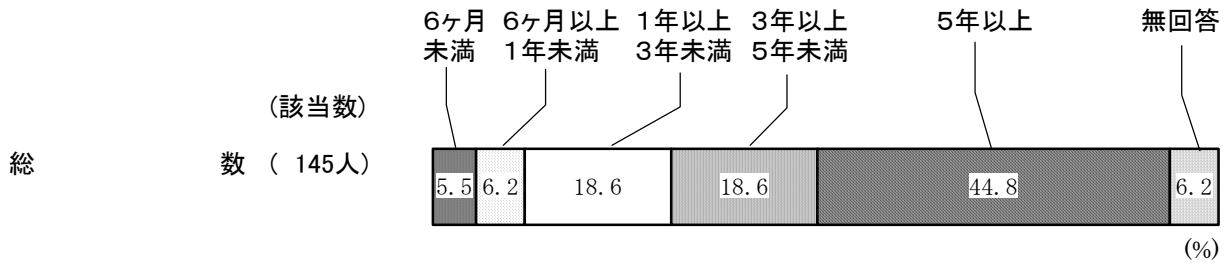 6ヶ月 6ヶ月以上 1年以上 3年以上 5年以上 無回答
未満 1年未満 3年未満 5年未満
(該当数)
総 数 ( 145人)
5.5 6.2 18.6 18.6 44.8 6.2
(%)